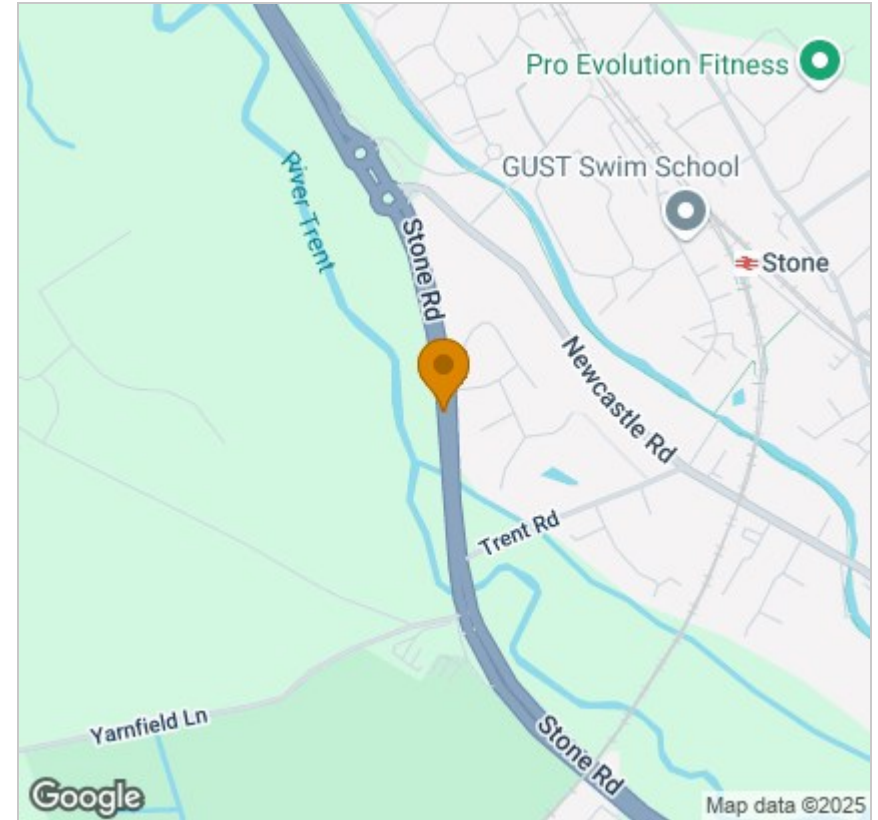 Pro Evolution Fitness
GUST Swim School
River Trent
Stone Rd
Stone
Newcastle Rd
Trent Rd
Yarnfield Ln
Stone Rd
Google
Map data ©2025